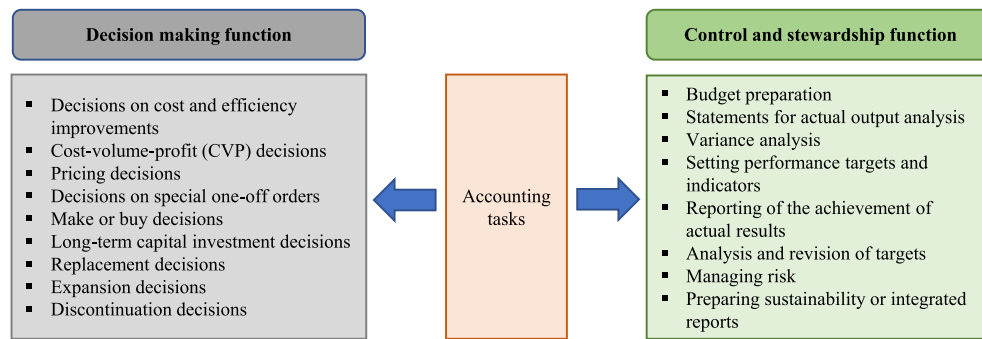 Decision making function
Decisions on cost and efficiency
improvements
Cost-volume-profit (CVP) decisions
Pricing decisions
Decisions on special one-off orders
Make or buy decisions
Long-term capital investment decisions
Replacement decisions
Expansion decisions
Discontinuation decisions
Accounting
tasks
Control and stewardship function
Budget preparation
Statements for actual output analysis
Variance analysis
Setting performance targets and
indicators
Reporting of the achievement of
actual results
Analysis and revision of targets
Managing risk
Preparing sustainability or integrated
reports